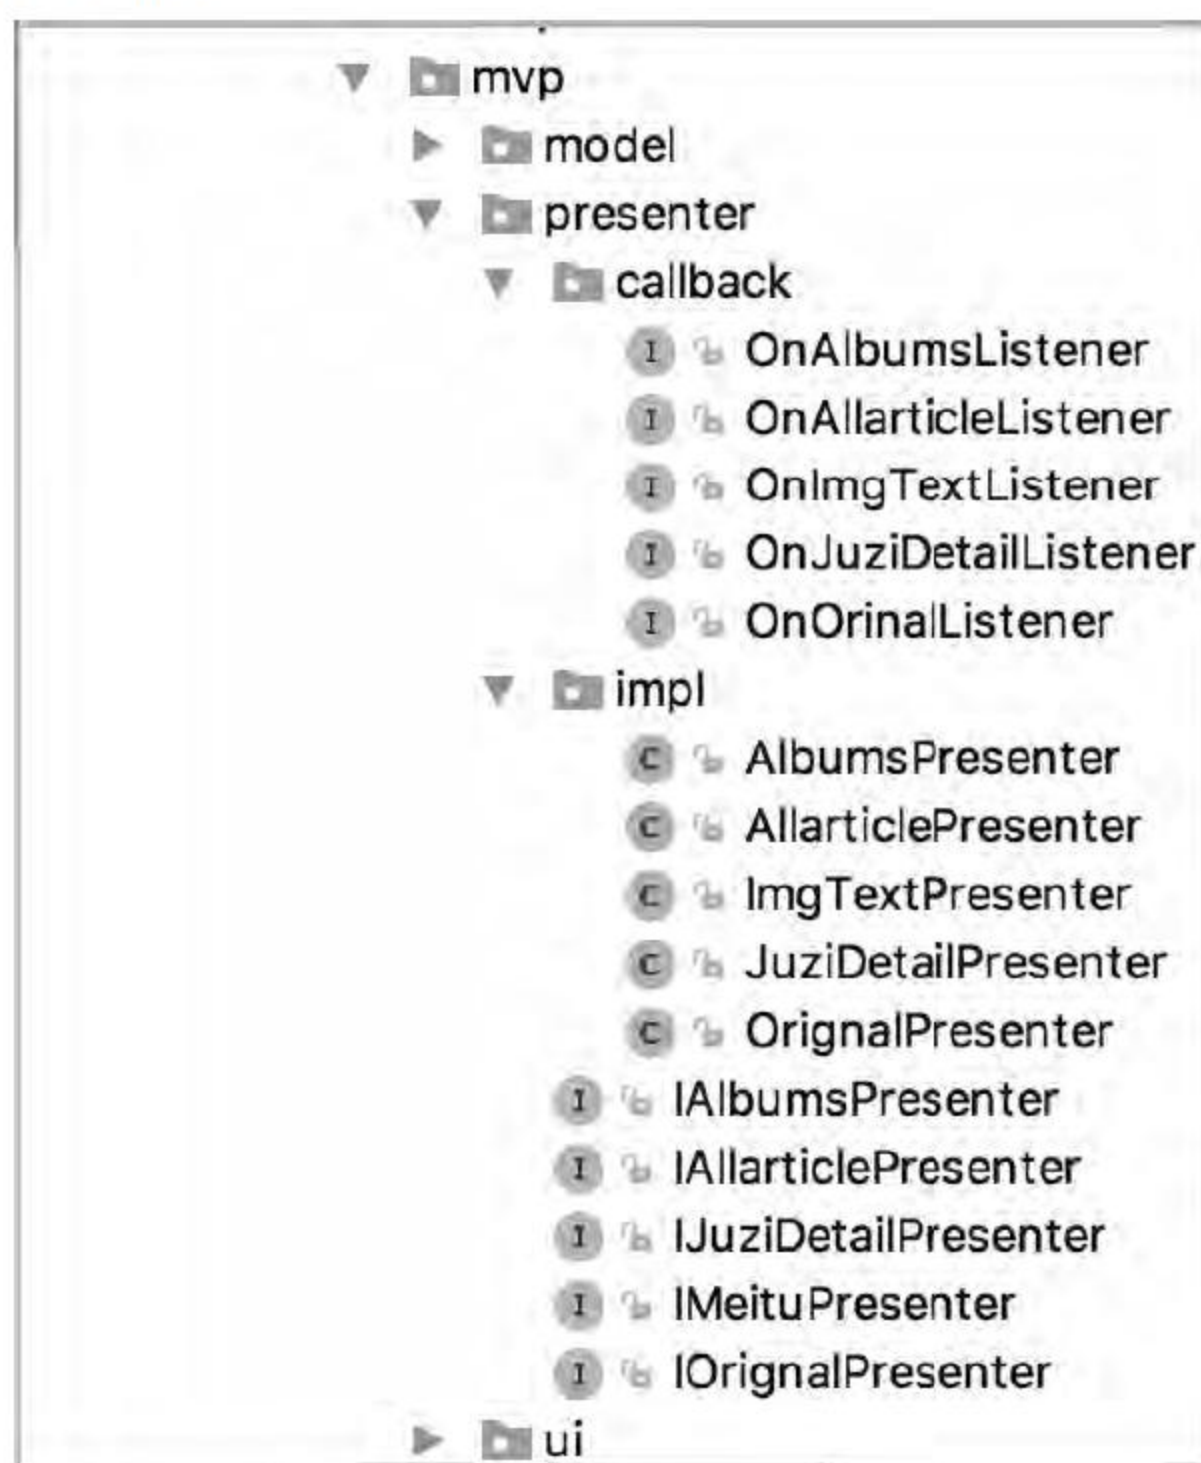 mvp
model
presenter
callback
OnAlbumsListener
OnAllarticleListener
OnImgTextListener
OnJuziDetailListener
OnOrinalListener
impl
AlbumsPresenter
AllarticlePresenter
ImgTextPresenter
JuziDetailPresenter
OrignalPresenter
IAlbumsPresenter
IAllarticlePresenter
IJuziDetailPresenter
IMeituPresenter
IOrignalPresenter
ui